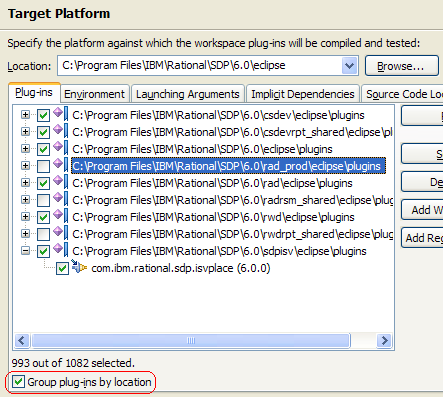 Target Platform
Specify the platform against which the workspace plug-ins will be compiled and tested:
Location: C:\Program Files\IBM\Rational\SDP\6.0\eclipse Browse...
Plug-ins Environment Launching Arguments Implicit Dependencies Source Code Loc
C:\Program Files\IBM\Rational\SDP\6.0\csdev\eclipse\plugins
C:\Program Files\IBM\Rational\SDP\6.0\csdevrpt_shared\eclipse\plu
C:\Program Files\IBM\Rational\SDP\6.0\eclipse\plugins
C:\Program Files\IBM\Rational\SDP\6.0\rad_prod\eclipse\plugins
C:\Program Files\IBM\Rational\SDP\6.0\rad\eclipse\plugins
C:\Program Files\IBM\Rational\SDP\6.0\radrsm_shared\eclipse\plug
C:\Program Files\IBM\Rational\SDP\6.0\rwd\eclipse\plugins
C:\Program Files\IBM\Rational\SDP\6.0\rwdrpt_shared\eclipse\plug
C:\Program Files\IBM\Rational\SDP\6.0\sdpisv\eclipse\plugins
com.ibm.rational.sdp.isvplace (6.0.0)
S
De
Add W
Add Req
993 out of 1082 selected.
Group plug-ins by location